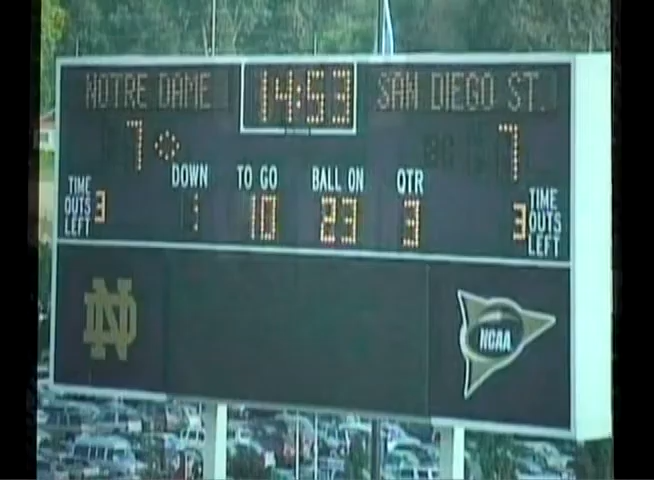 NOTRE DAME 14:53 SAN DIEGO ST.
7 7
DOWN TO GO BALL ON QTR
TIME OUTS LEFT 3 1 10 23 3 3 TIME OUTS LEFT
ND NCAA